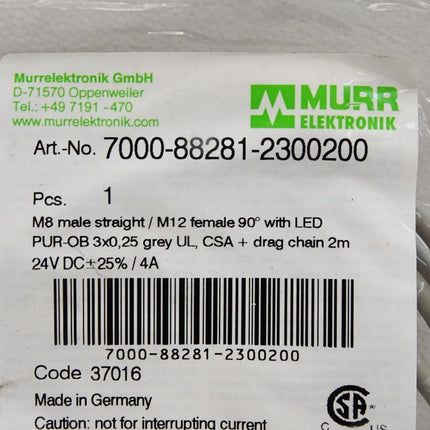 Murrelektronik GmbH
D-71570 Oppenweiler
Tel.: +49 7191 -470
www.murrelektronik.com
MURR
ELEKTRONIK
Art.-No. 7000-88281-2300200
Pcs. 1
M8 male straight / M12 female 90° with LED
PUR-OB 3x0,25 grey UL, CSA + drag chain 2m
24V DC±25% / 4A
7000-88281-2300200
Code 37016
Made in Germany
Caution: not for interrupting current
C US